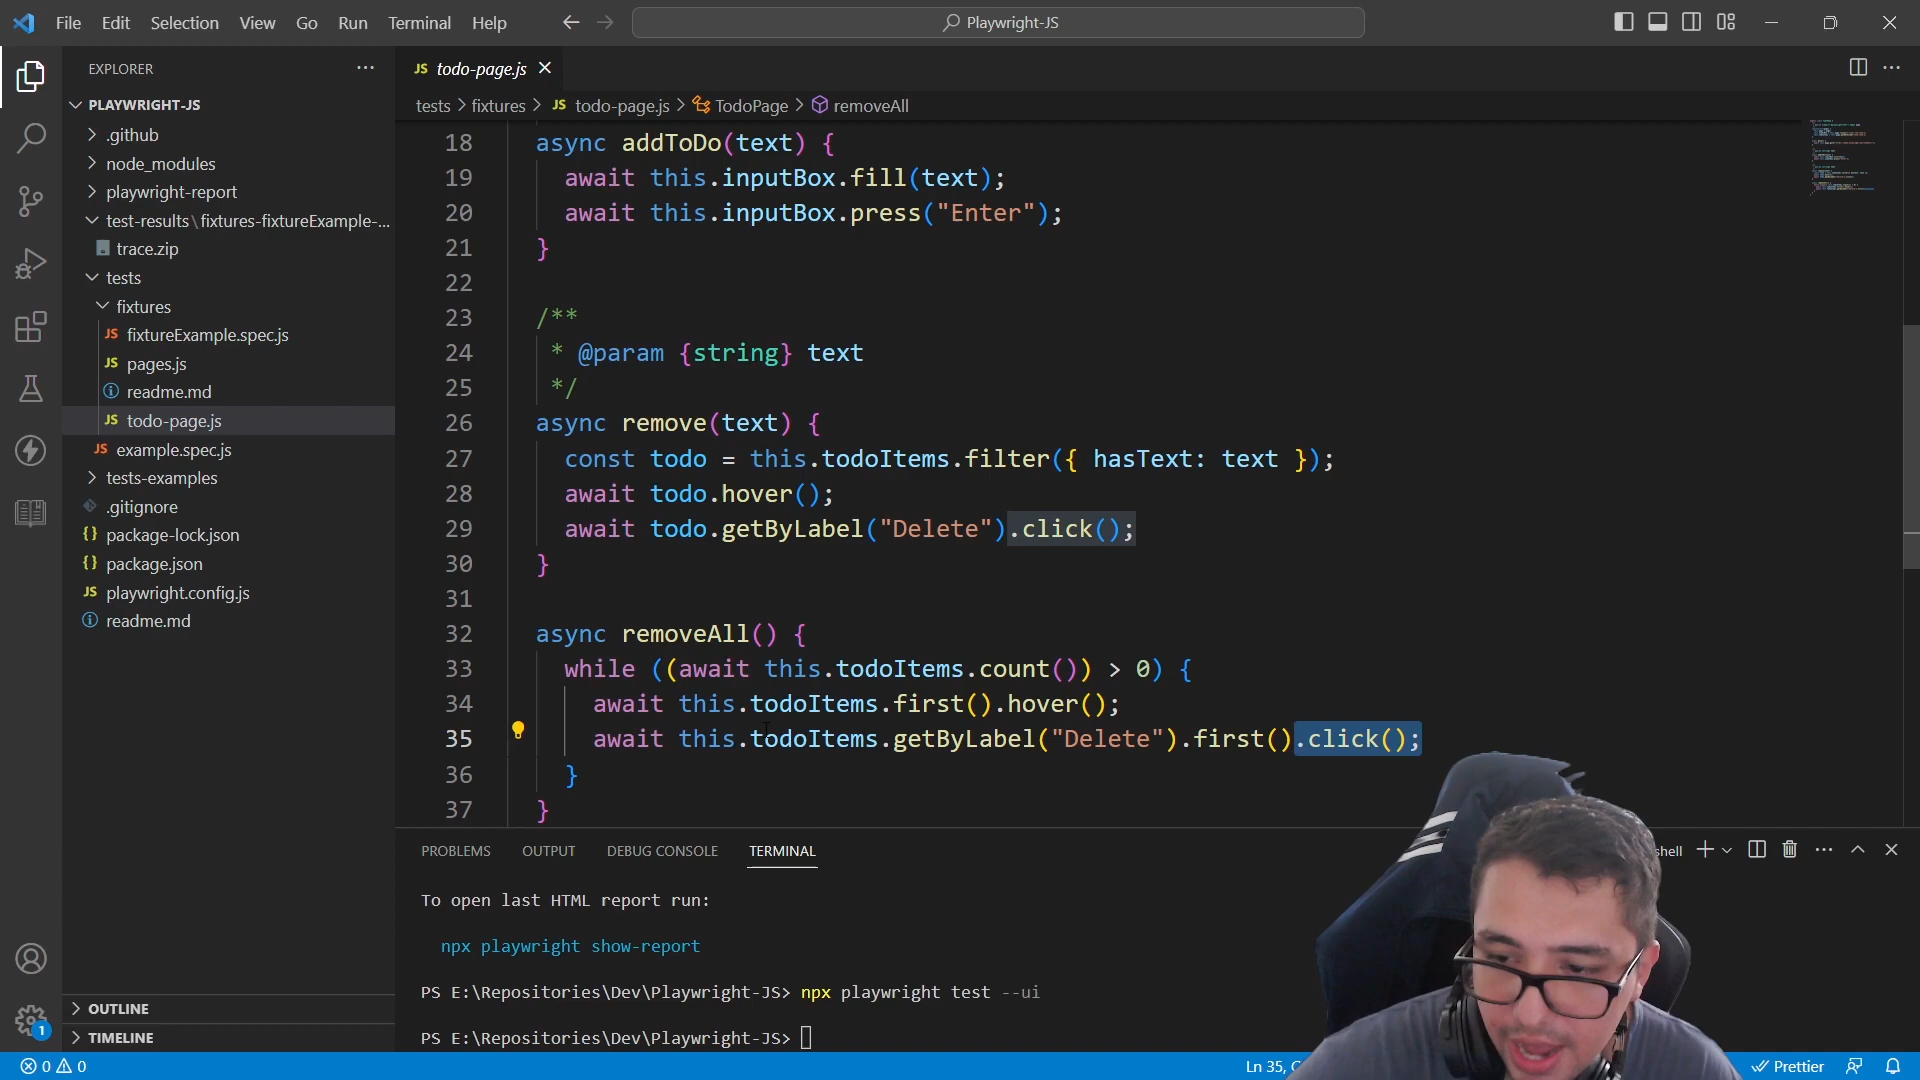 File Edit Selection View Go Run Terminal Help
Playwright-JS
EXPLORER
PLAYWRIGHT-JS
.github
node_modules
playwright-report
test-results\fixtures-fixtureExample-...
trace.zip
tests
fixtures
JS fixtureExample.spec.js
JS pages.js
readme.md
JS todo-page.js
JS example.spec.js
tests-examples
.gitignore
{} package-lock.json
{} package.json
JS playwright.config.js
readme.md
OUTLINE
TIMELINE
1
JS todo-page.js
tests > fixtures > JS todo-page.js > TodoPage > removeAll
18 async addToDo(text) {
19 await this.inputBox.fill(text);
20 await this.inputBox.press("Enter");
21 }
22
23 /**
24 * @param {string} text
25 */
26 async remove(text) {
27 const todo = this.todoItems.filter({ hasText: text });
28 await todo.hover();
29 await todo.getByLabel("Delete").click();
30 }
31
32 async removeAll() {
33 while ((await this.todoItems.count()) > 0) {
34 await this.todoItems.first().hover();
35 await this.todoItems.getByLabel("Delete").first().click();
36 }
37 }
PROBLEMS OUTPUT DEBUG CONSOLE TERMINAL
shell
To open last HTML report run:
npx playwright show-report
PS E:\Repositories\Dev\Playwright-JS> npx playwright test --ui
PS E:\Repositories\Dev\Playwright-JS>
0 0
Ln 35,
Prettier